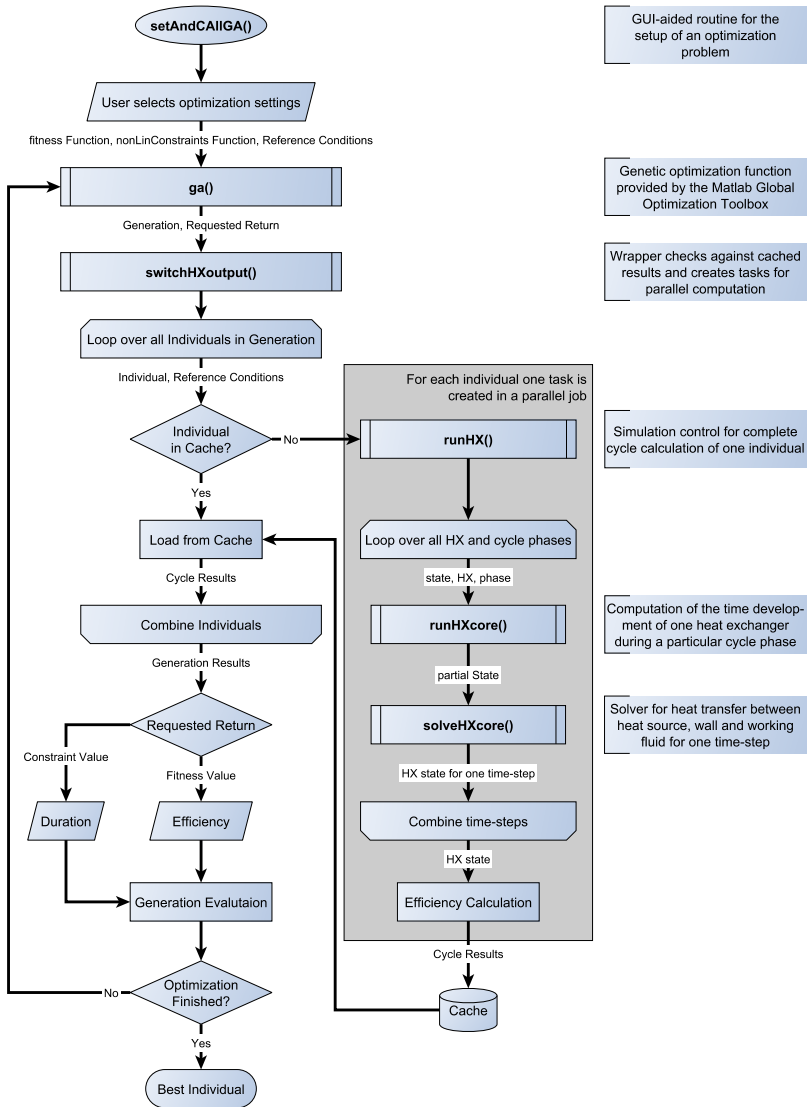 setAndCAllGA()
GUI-aided routine for the
setup of an optimization
problem
User selects optimization settings
fitness Function, nonLinConstraints Function, Reference Conditions
ga()
Genetic optimization function
provided by the Matlab Global
Optimization Toolbox
Generation, Requested Return
switchHXoutput()
Wrapper checks against cached
results and creates tasks for
parallel computation
Loop over all Individuals in Generation
Individual, Reference Conditions
For each individual one task is
created in a parallel job
Individual
in Cache?
No
runHX()
Simulation control for complete
cycle calculation of one individual
Yes
Load from Cache
Loop over all HX and cycle phases
Cycle Results
state, HX, phase
Combine Individuals
runHXcore()
Computation of the time develop-
ment of one heat exchanger
during a particular cycle phase
Generation Results
partial State
Requested Return
solveHXcore()
Solver for heat transfer between
heat source, wall and working
fluid for one time-step
Constraint Value
Fitness Value
HX state for one time-step
Duration
Efficiency
Combine time-steps
HX state
Generation Evalutaion
Efficiency Calculation
Cycle Results
No
Optimization
Finished?
Cache
Yes
Best Individual